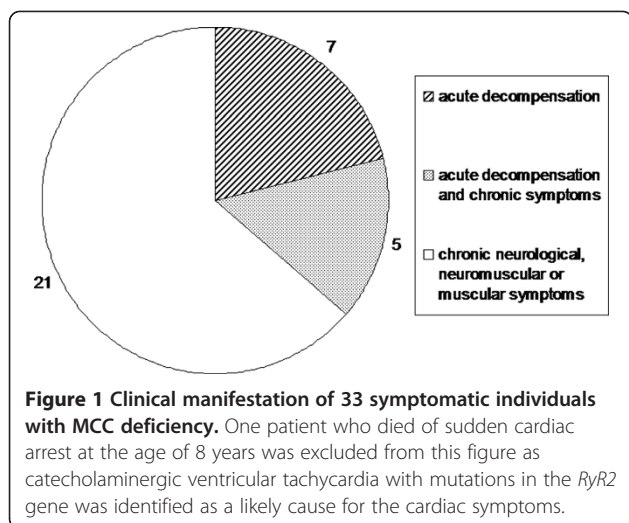 7
acute decompensation
acute decompensation
and chronic symptoms
5
chronic neurological,
neuromuscular or
muscular symptoms
21
Figure 1 Clinical manifestation of 33 symptomatic individuals
with MCC deficiency. One patient who died of sudden cardiac
arrest at the age of 8 years was excluded from this figure as
catecholaminergic ventricular tachycardia with mutations in the RyR2
gene was identified as a likely cause for the cardiac symptoms.